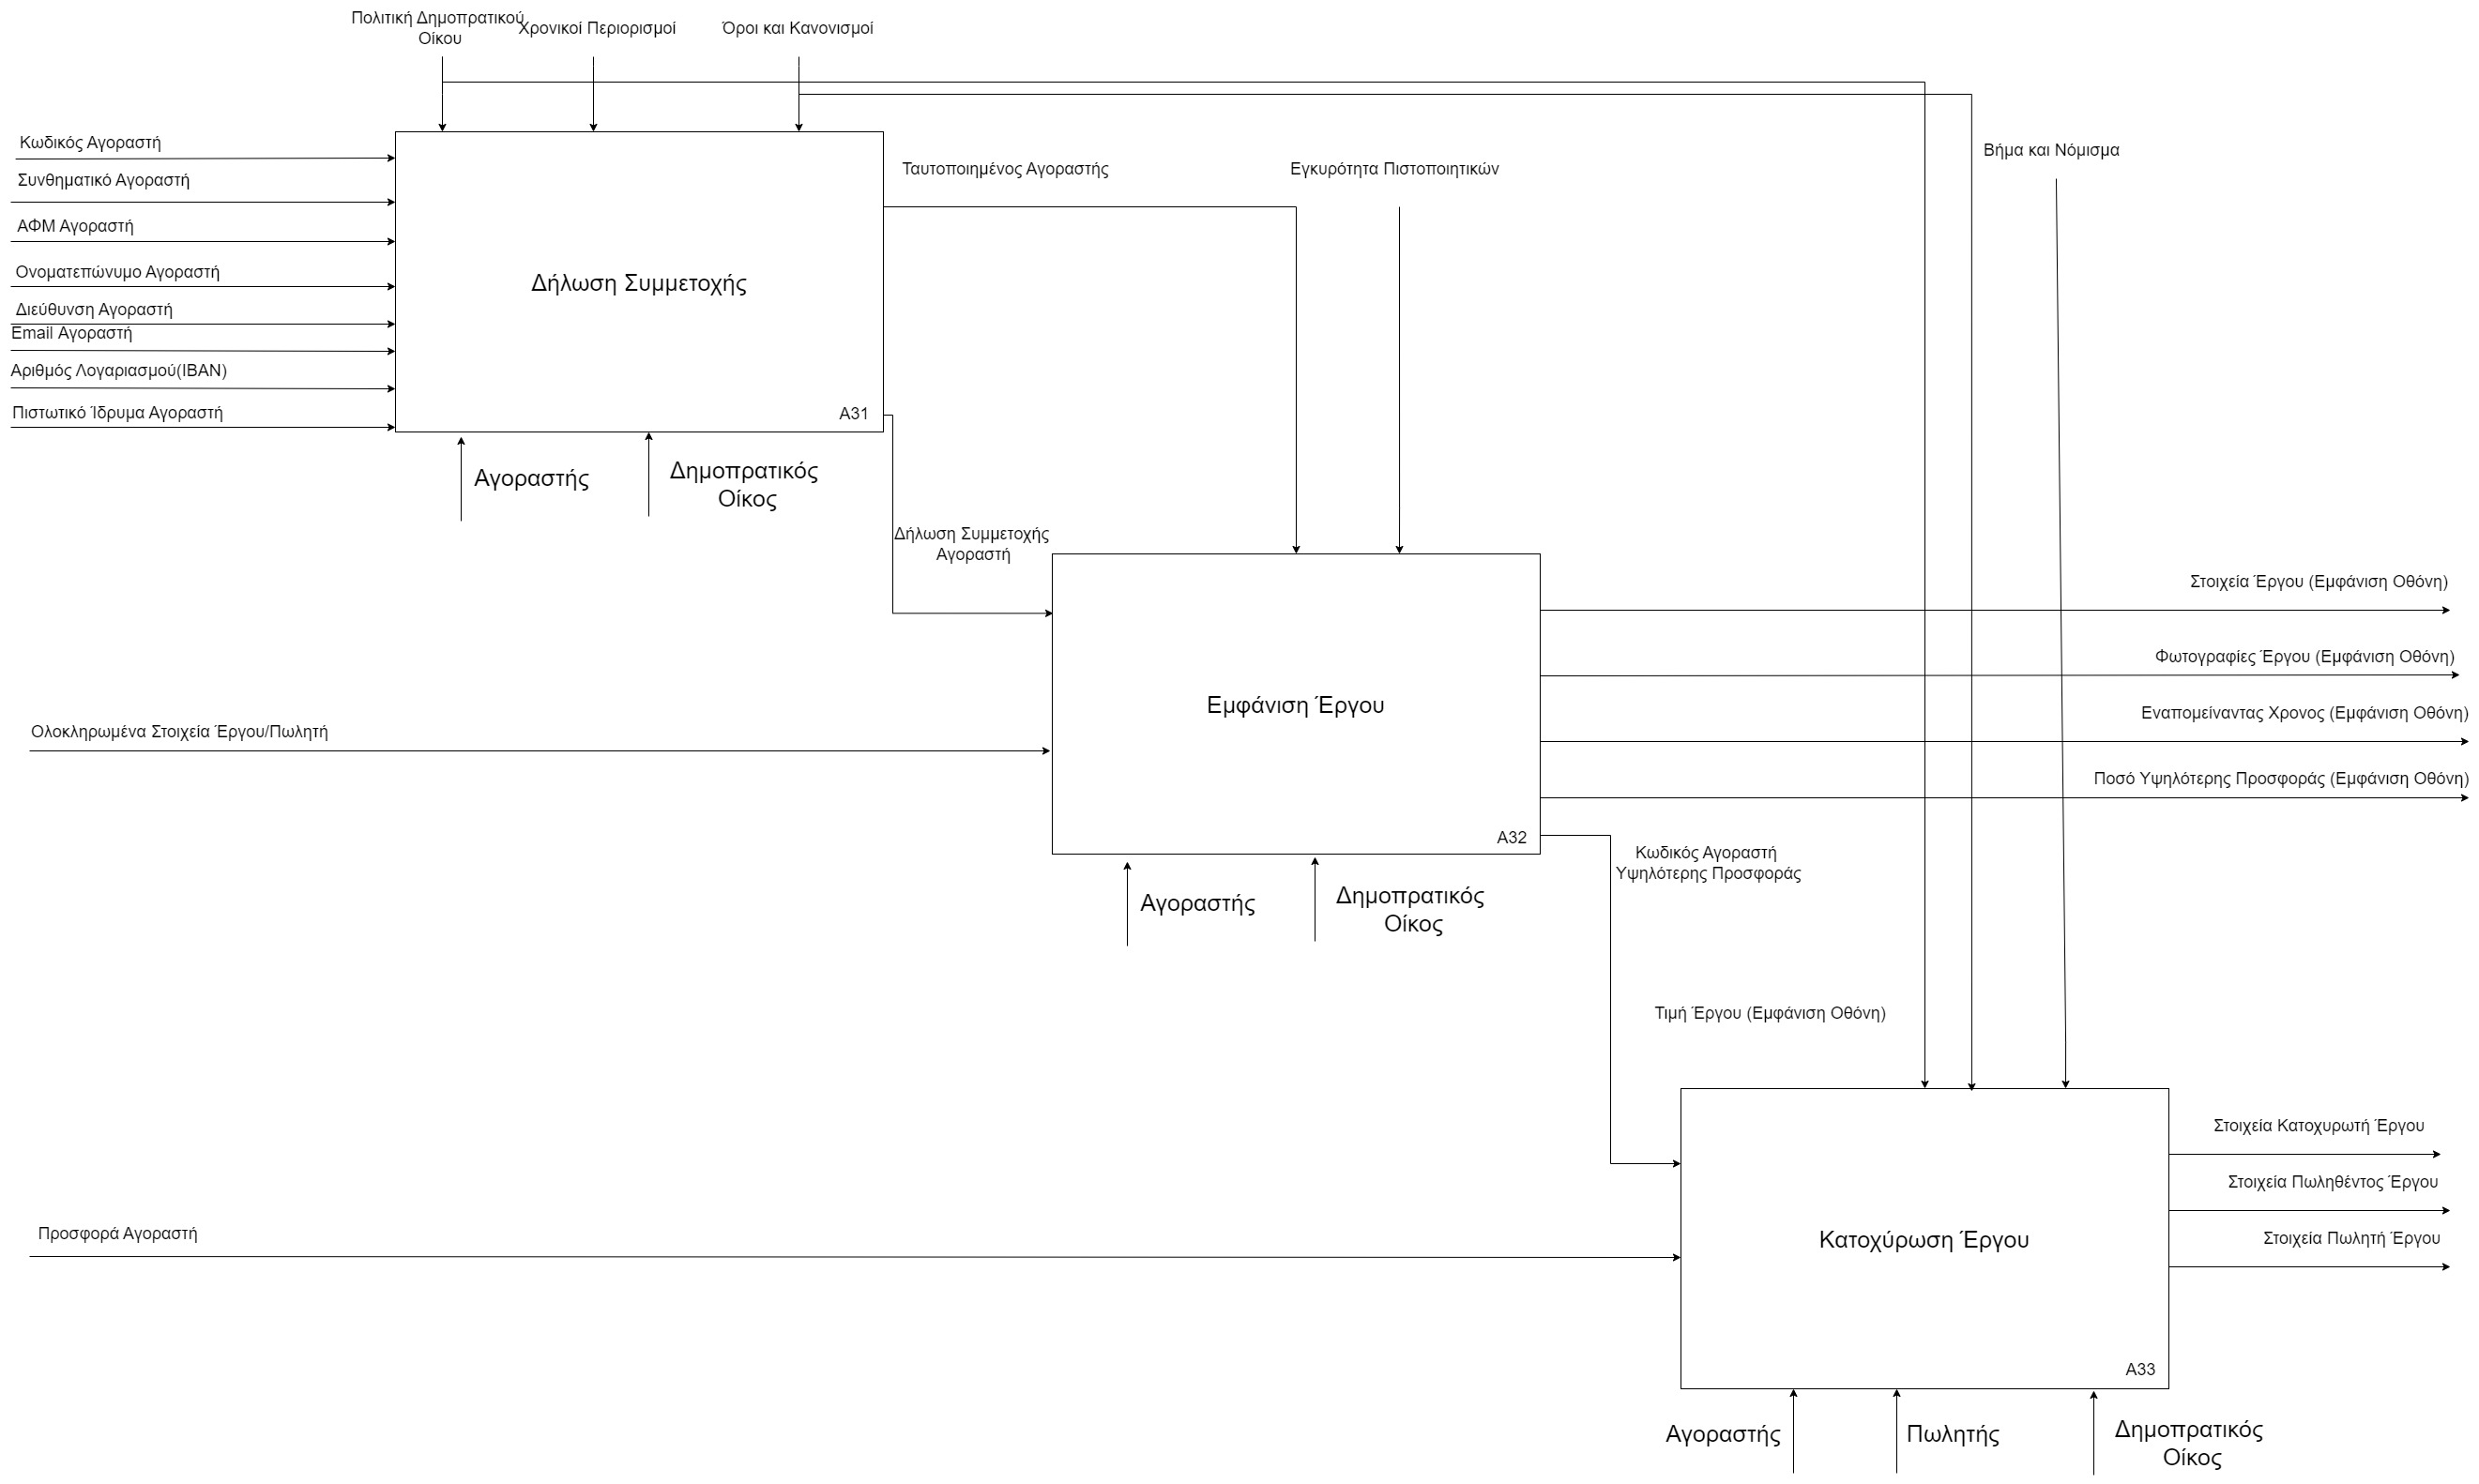 Πολιτική Δημοπρατικού
Οίκου
Χρονικοί Περιορισμοί
Όροι και Κανονισμοί
Κωδικός Αγοραστή
Συνθηματικό Αγοραστή
ΑΦΜ Αγοραστή
Ονοματεπώνυμο Αγοραστή
Διεύθυνση Αγοραστή
Email Αγοραστή
Αριθμός Λογαριασμού(IBAN)
Πιστωτικό Ίδρυμα Αγοραστή
Δήλωση Συμμετοχής
A31
Αγοραστής
Δημοπρατικός
Οίκος
Ταυτοποιημένος Αγοραστής
Εγκυρότητα Πιστοποιητικών
Βήμα και Νόμισμα
Δήλωση Συμμετοχής
Αγοραστή
Ολοκληρωμένα Στοιχεία Έργου/Πωλητή
Εμφάνιση Έργου
A32
Αγοραστής
Δημοπρατικός
Οίκος
Στοιχεία Έργου (Εμφάνιση Οθόνη)
Φωτογραφίες Έργου (Εμφάνιση Οθόνη)
Εναπομείναντας Χρονος (Εμφάνιση Οθόνη)
Ποσό Υψηλότερης Προσφοράς (Εμφάνιση Οθόνη)
Κωδικός Αγοραστή
Υψηλότερης Προσφοράς
Τιμή Έργου (Εμφάνιση Οθόνη)
Προσφορά Αγοραστή
Κατοχύρωση Έργου
A33
Στοιχεία Κατοχυρωτή Έργου
Στοιχεία Πωληθέντος Έργου
Στοιχεία Πωλητή Έργου
Αγοραστής
Πωλητής
Δημοπρατικός
Οίκος